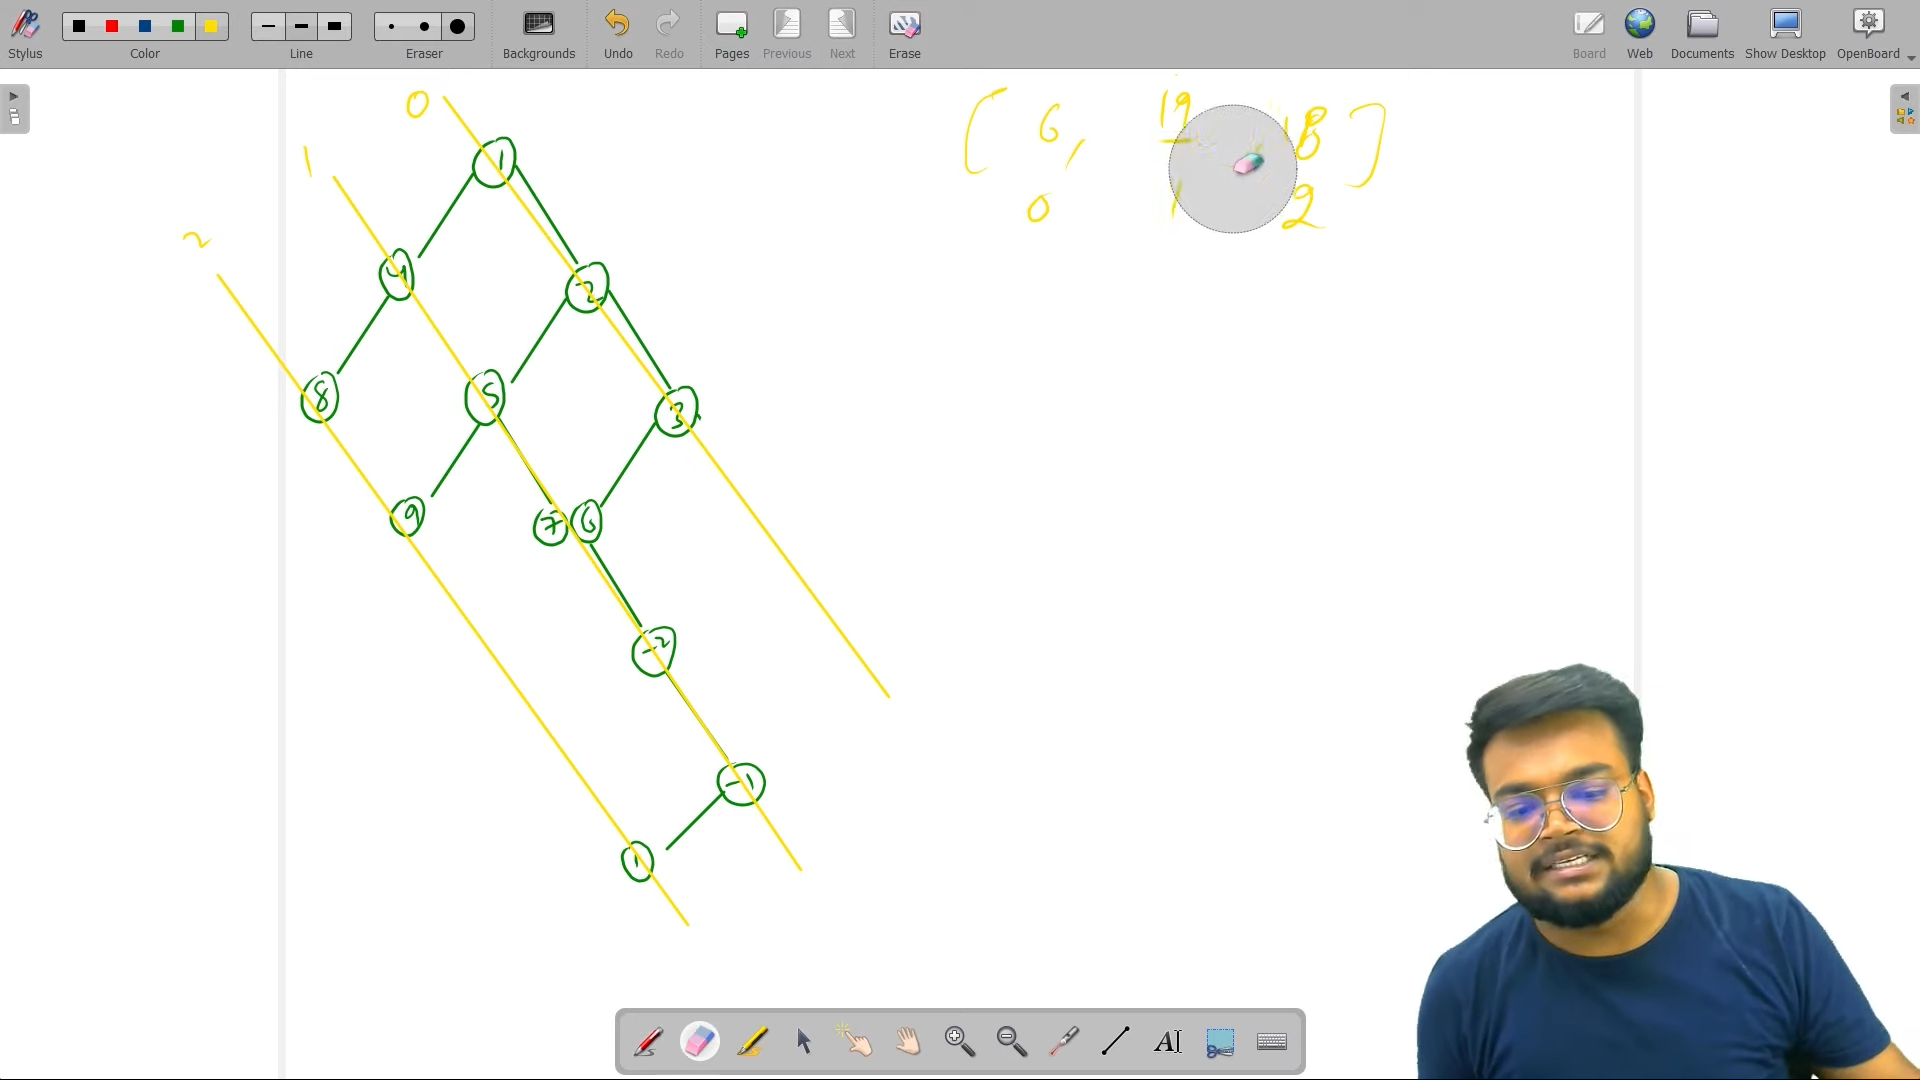 Stylus Color Line Eraser Backgrounds Undo Redo Pages Previous Next Erase Board Web Documents Show Desktop OpenBoard
0 [ 6, 19 18 ]
0 1 2
1
1
2
4 2
8 5 3
9 7 6
-2
-1
1
A